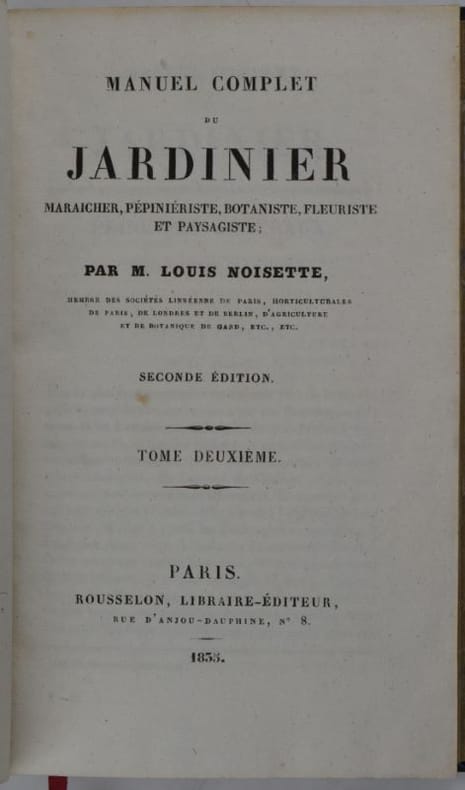 MANUEL COMPLET
DU
JARDINIER
MARAICHER, PÉPINIÉRISTE, BOTANISTE, FLEURISTE
ET PAYSAGISTE;
PAR M. LOUIS NOISETTE,
MEMBRE DES SOCIÉTÉS LINNÉENNE DE PARIS, HORTICULTURALES
DE PARIS, DE LONDRES ET DE BERLIN, D'AGRICULTURE
ET DE BOTANIQUE DE GAND, ETC., ETC.
SECONDE ÉDITION.
TOME DEUXIÈME.
PARIS.
ROUSSELON, LIBRAIRE-ÉDITEUR,
RUE D'ANJOU-DAUPHINE, N° 8.
1835.